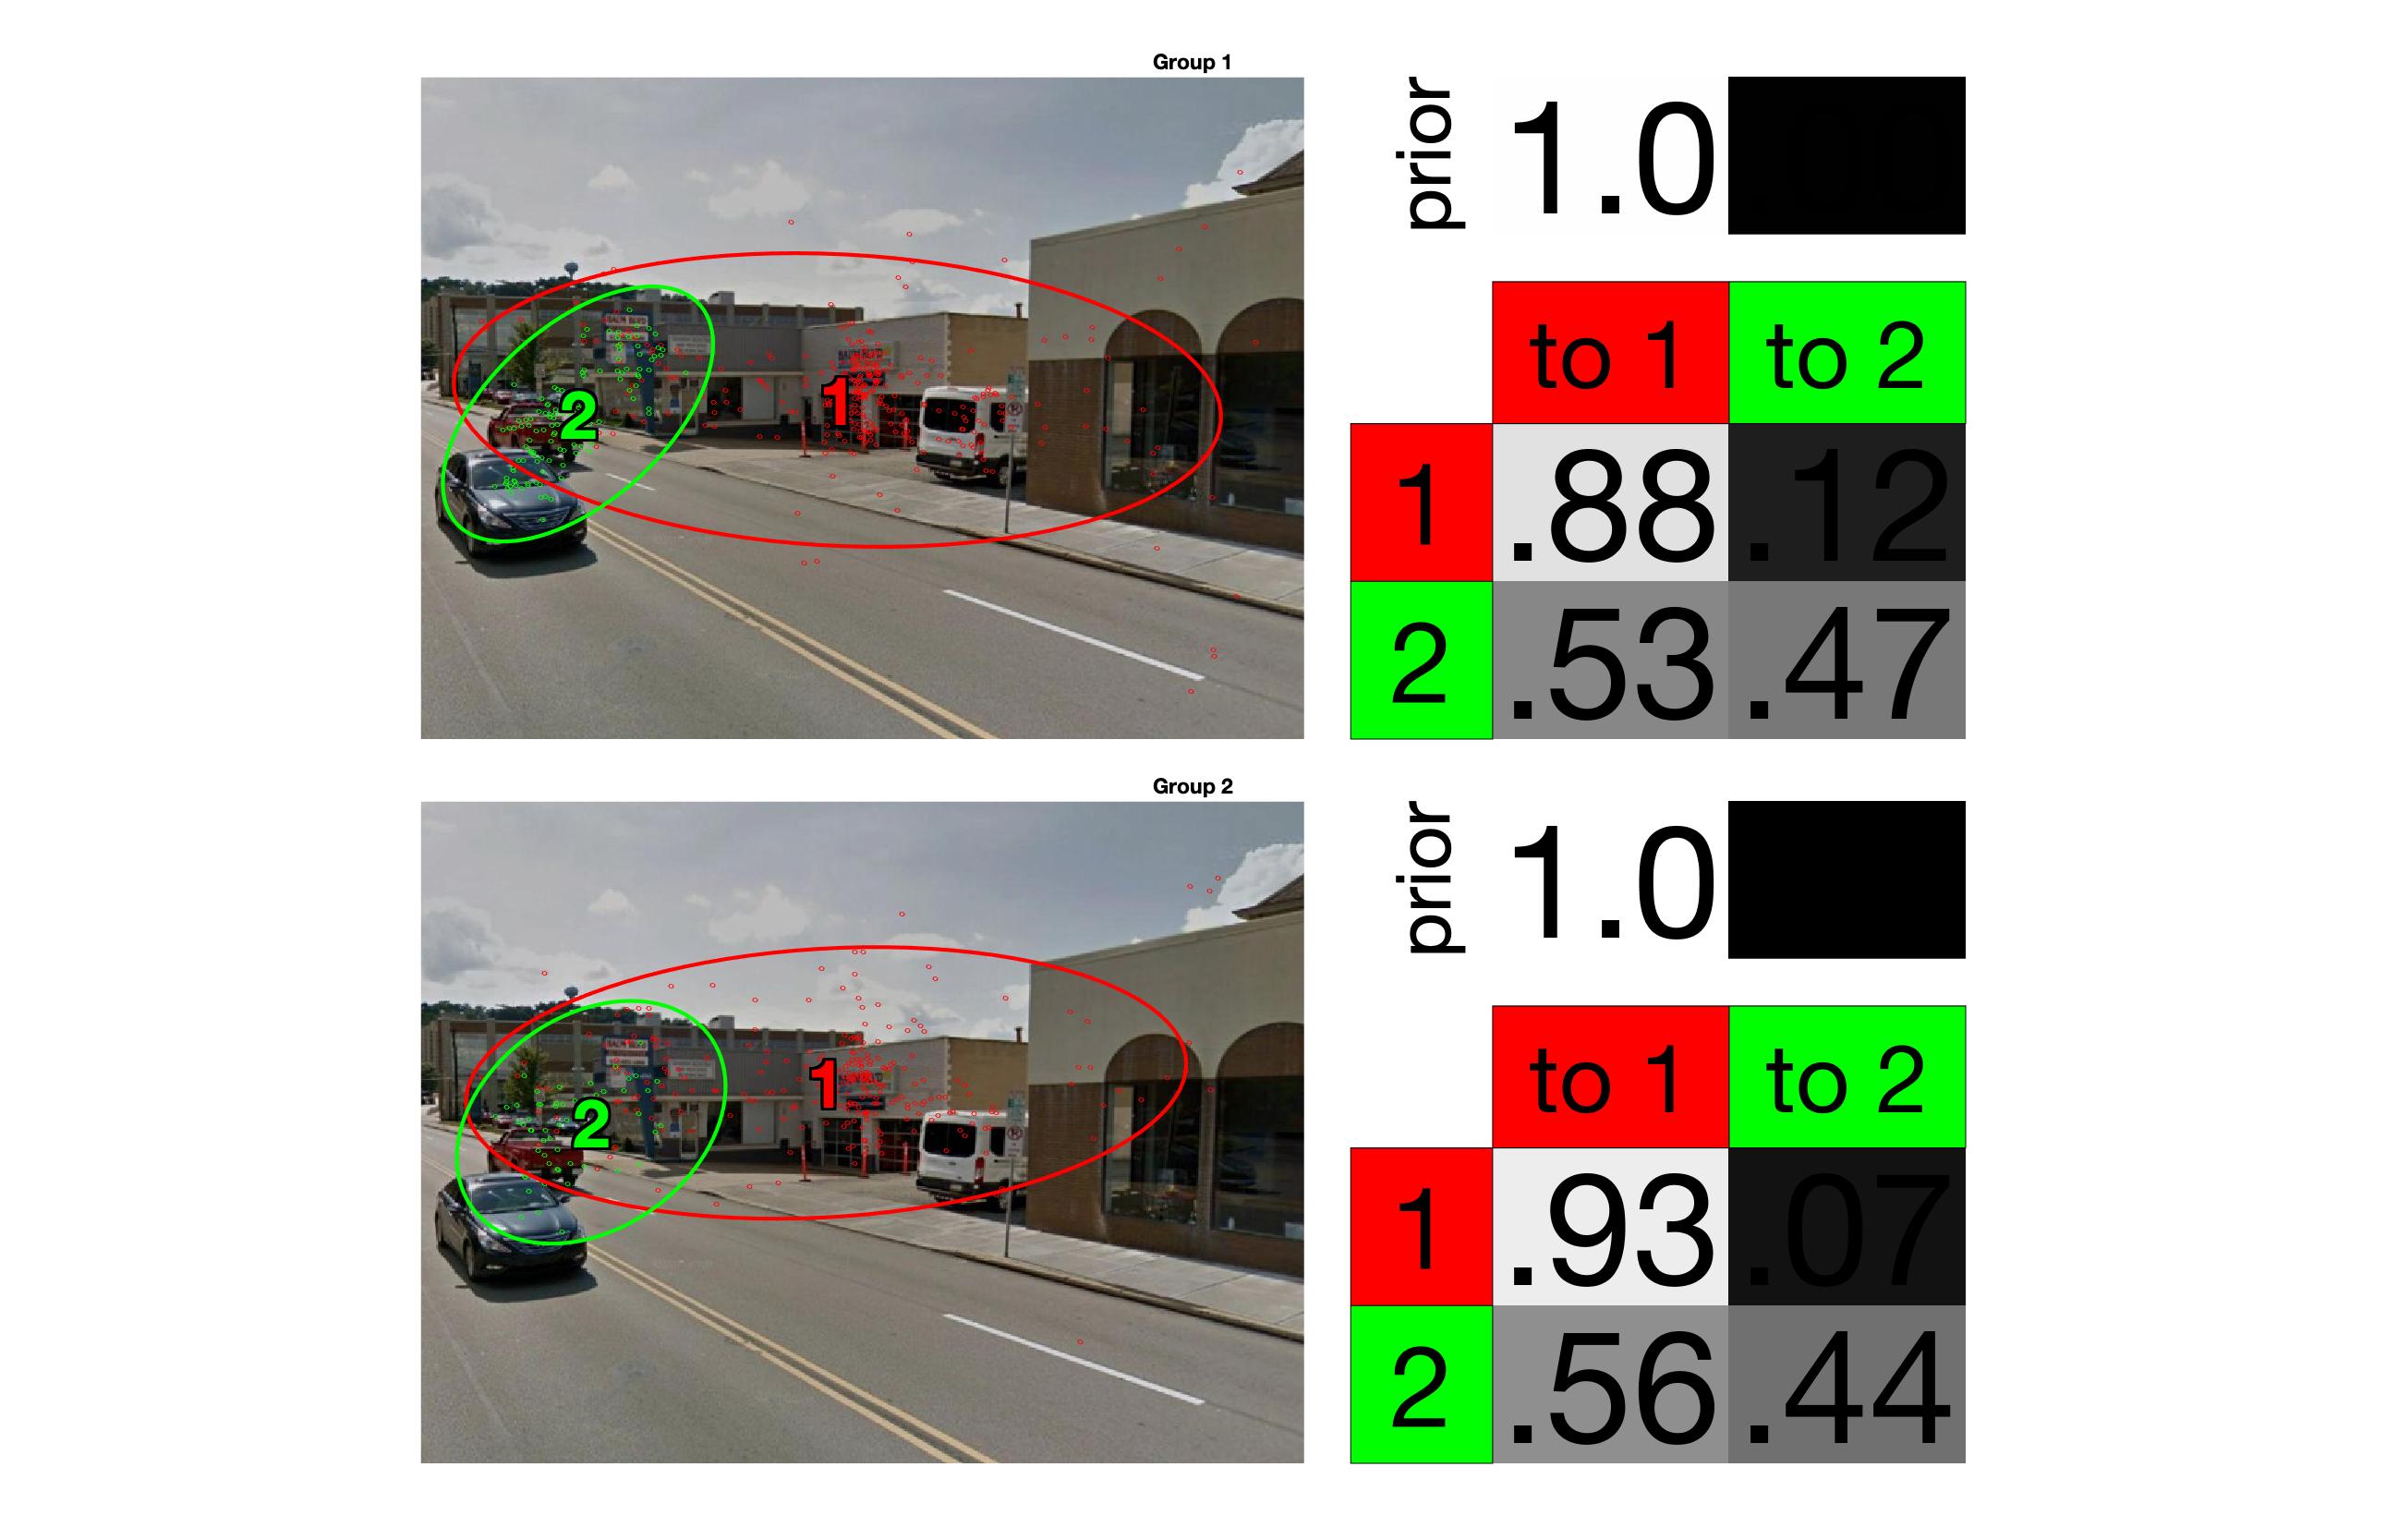 Group 1
prior 1.0
to 1 to 2
1 .88 .12
2 .53 .47
2
1
Group 2
prior 1.0
to 1 to 2
1 .93 .07
2 .56 .44
2
1